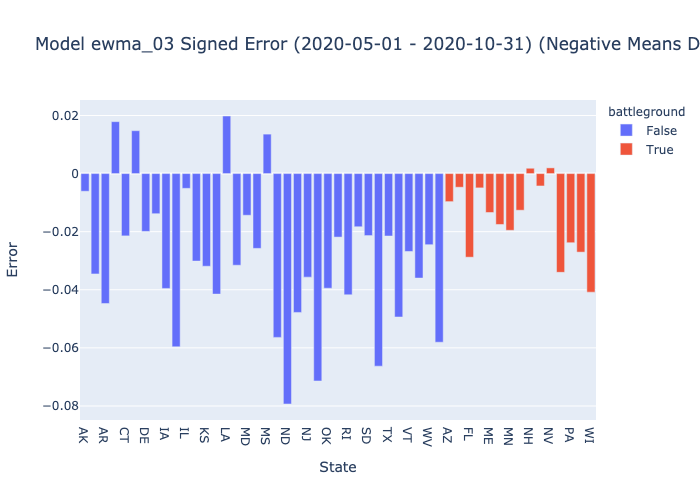 Model ewma_03 Signed Error (2020-05-01 - 2020-10-31) (Negative Means D
battleground
False
True
Error
0.02
0
−0.02
−0.04
−0.06
−0.08
AK
AR
CT
DE
IA
IL
KS
LA
MD
MS
ND
NJ
OK
RI
SD
TX
VT
WV
AZ
FL
ME
MN
NH
NV
PA
WI
State